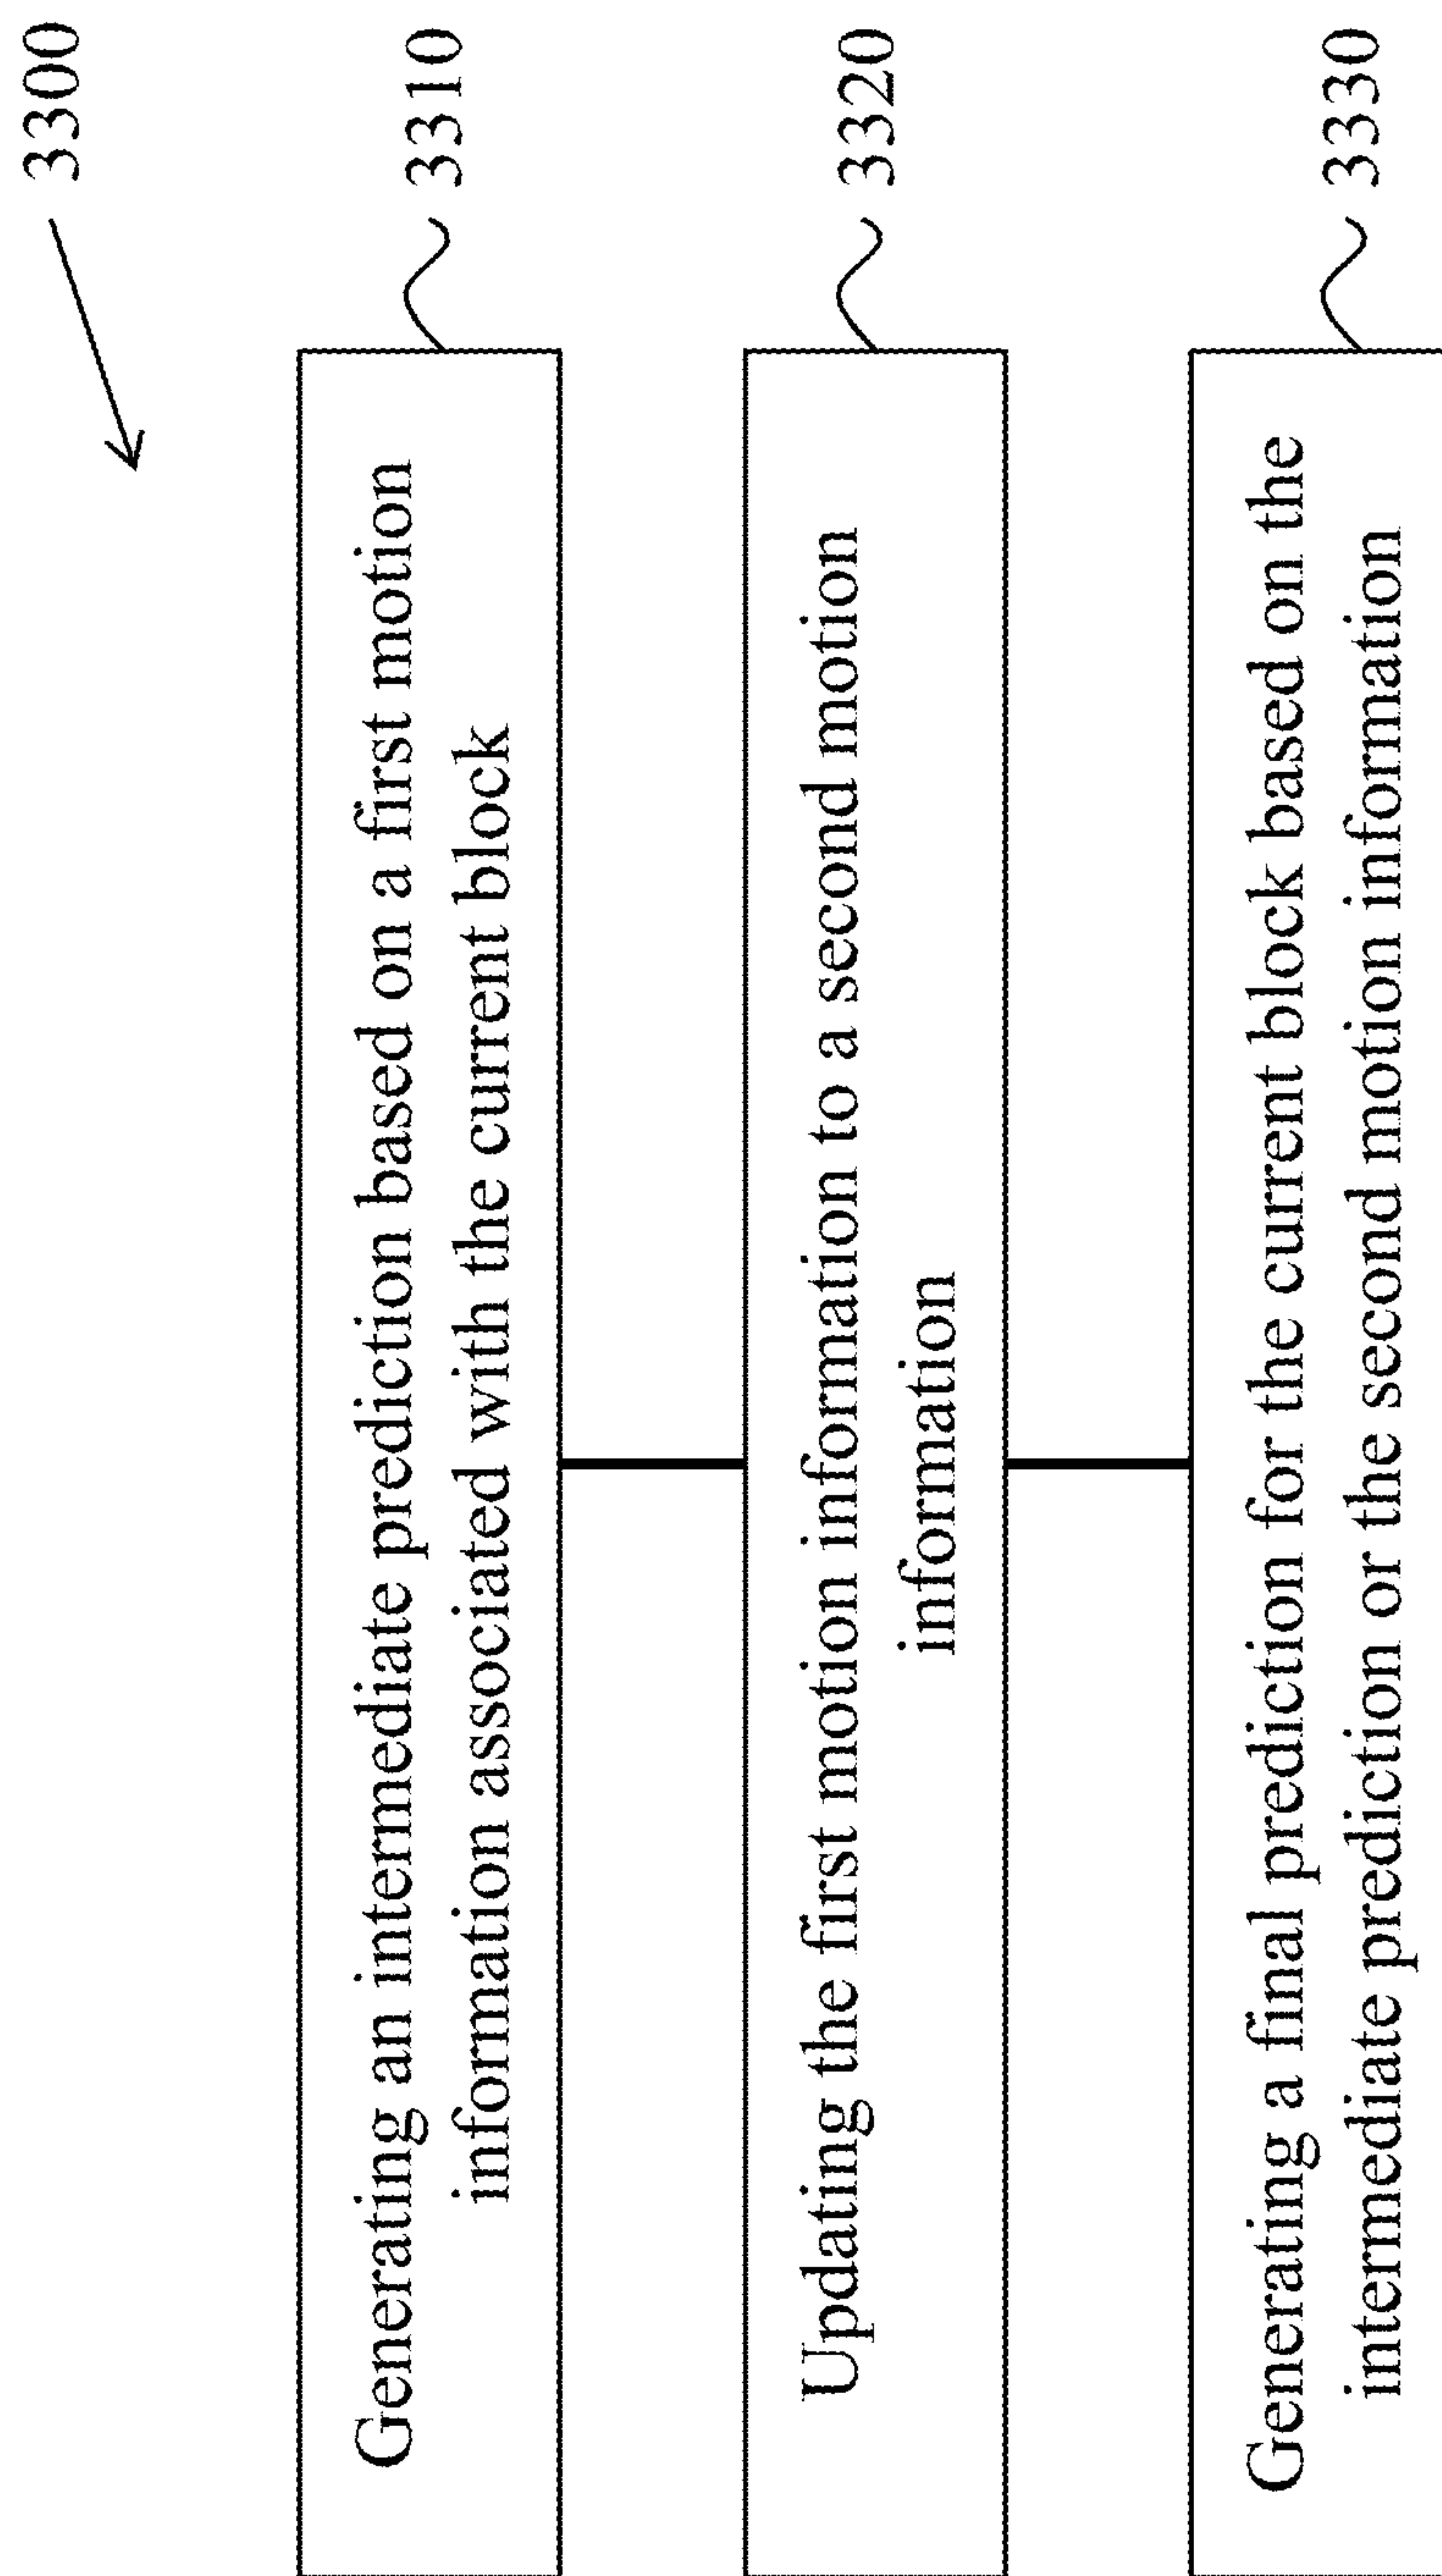 3300
Generating an intermediate prediction based on a first motion
information associated with the current block
3310
Updating the first motion information to a second motion
information
3320
Generating a final prediction for the current block based on the
intermediate prediction or the second motion information
3330